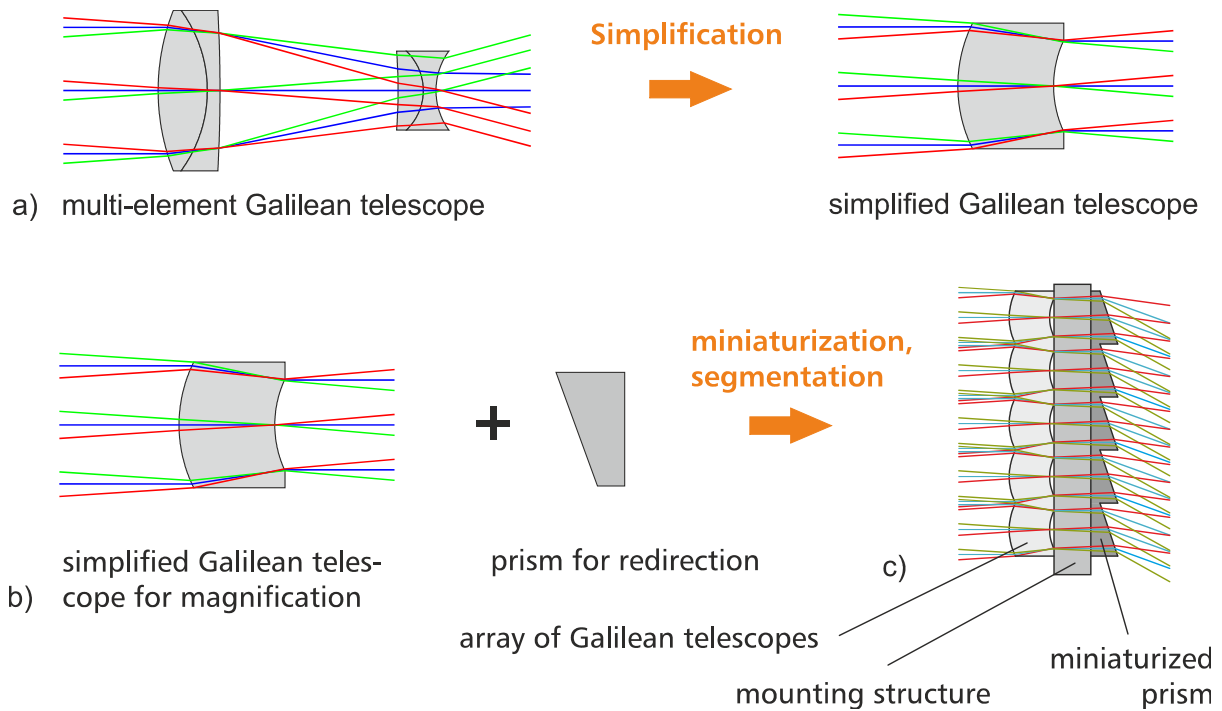 Simplification
a) multi-element Galilean telescope
simplified Galilean telescope
miniaturization,
segmentation
+
simplified Galilean teles-
b) cope for magnification
prism for redirection
c)
array of Galilean telescopes
mounting structure
miniaturized
prism